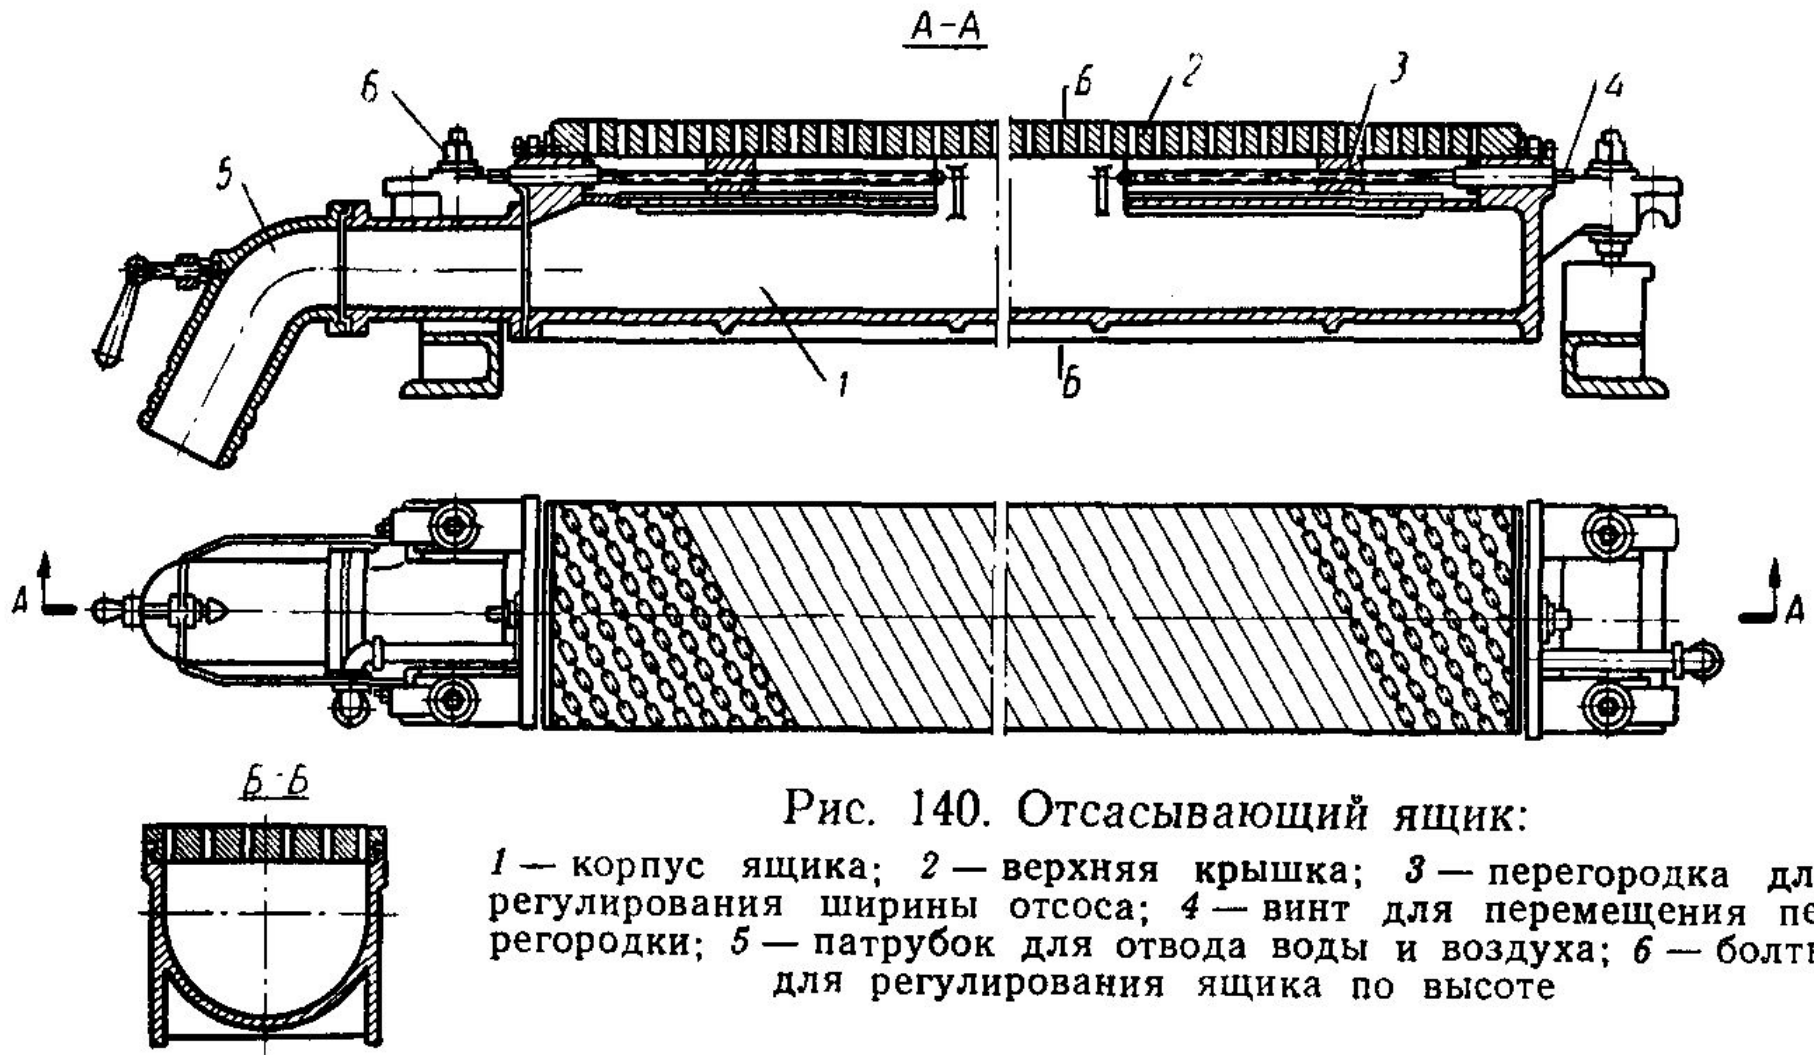 А-А
6
Б
2
3
4
5
1
Б
А
А
Б-Б
Рис. 140. Отсасывающий ящик:
1 — корпус ящика; 2 — верхняя крышка; 3 — перегородка дл
регулирования ширины отсоса; 4 — винт для перемещения пе
регородки; 5 — патрубок для отвода воды и воздуха; 6 — болт
для регулирования ящика по высоте